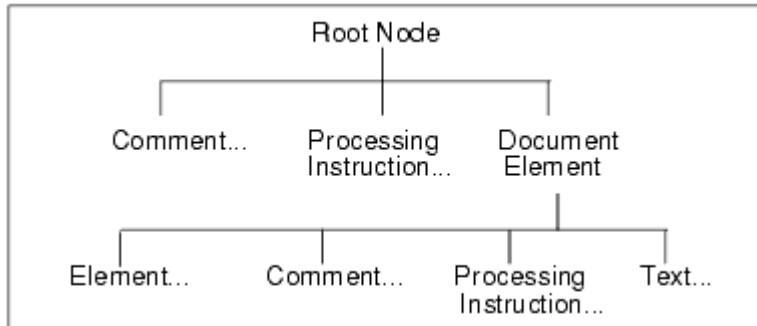 Root Node
Comment... Processing Document
Instruction... Element
Element... Comment... Processing Text...
Instruction...